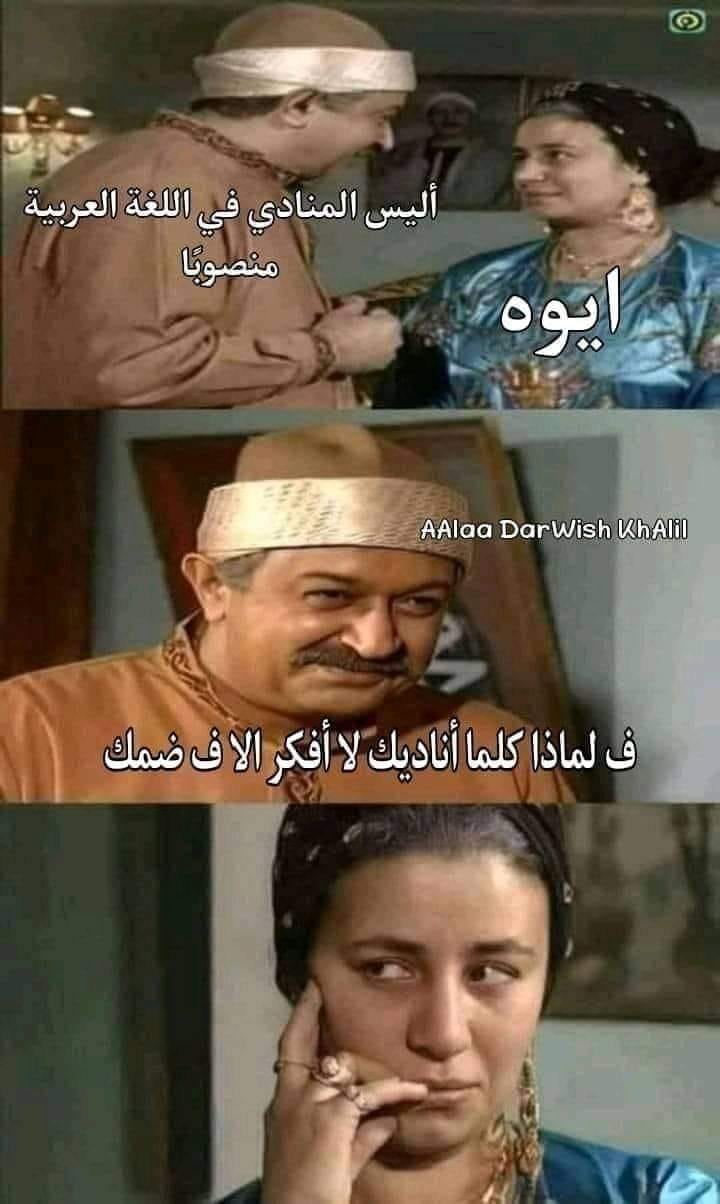 أليس المنادي في اللغة العربية
منصوبًا
ايوه
AAlaa DarWish KhAlil
ف لماذا كلما أناديك لا أفكر الا ف ضمك